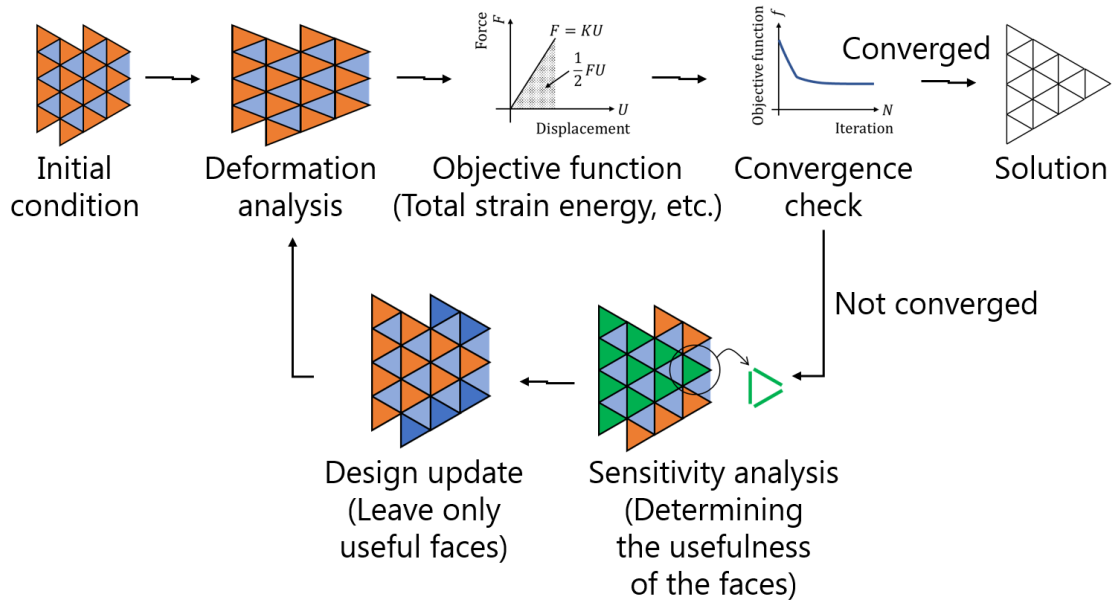 Force
F
F = KU
1/2 FU
U
Displacement
Objective function
f
N
Iteration
Converged
Initial
condition
Deformation
analysis
Objective function
(Total strain energy, etc.)
Convergence
check
Solution
Not converged
Design update
(Leave only
useful faces)
Sensitivity analysis
(Determining
the usefulness
of the faces)